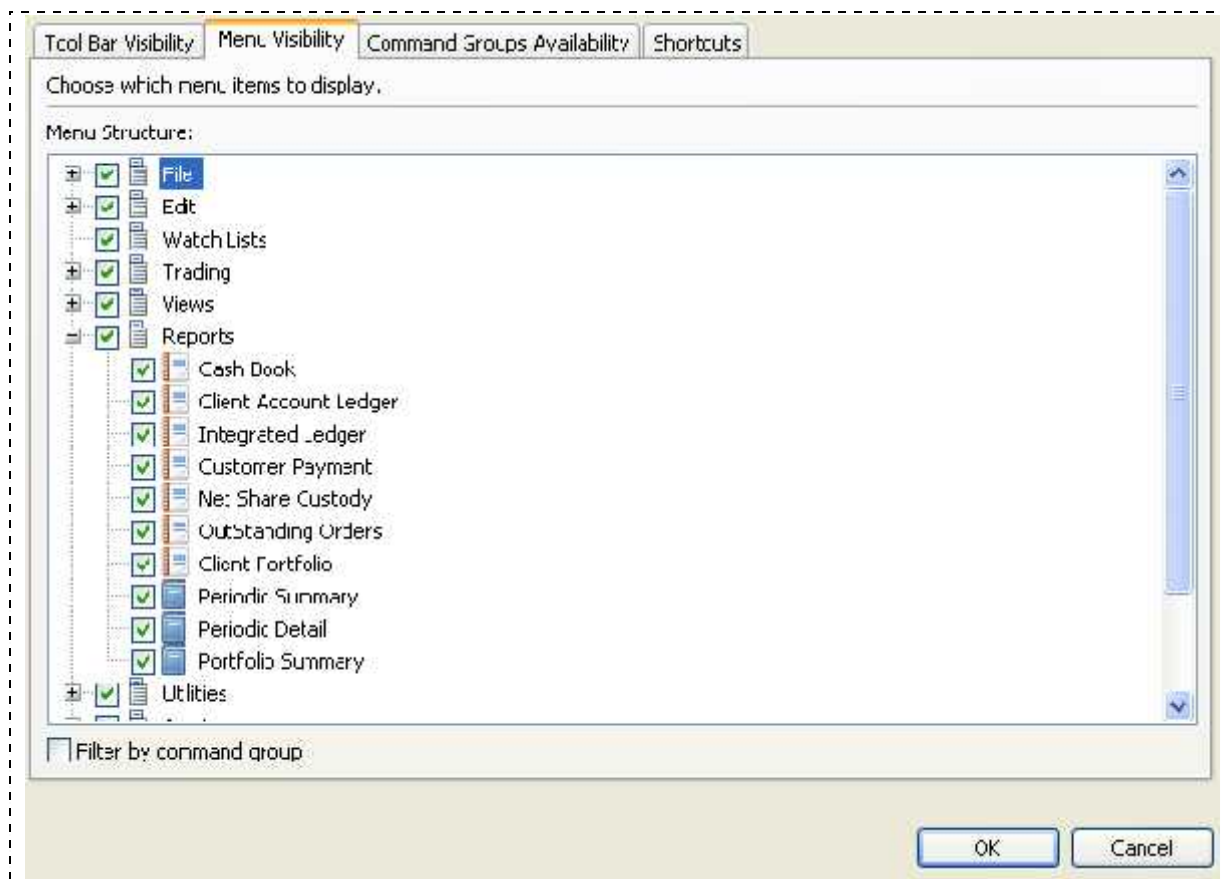 Tool Bar Visibility
Menu Visibility
Command Groups Availability
Shortcuts
Choose which menu items to display.
Menu Structure:
File
Edit
Watch Lists
Trading
Views
Reports
Cash Book
Client Account Ledger
Integrated Ledger
Customer Payment
Net Share Custody
OutStanding Orders
Client Portfolio
Periodic Summary
Periodic Detail
Portfolio Summary
Utilities
Filter by command group
OK
Cancel